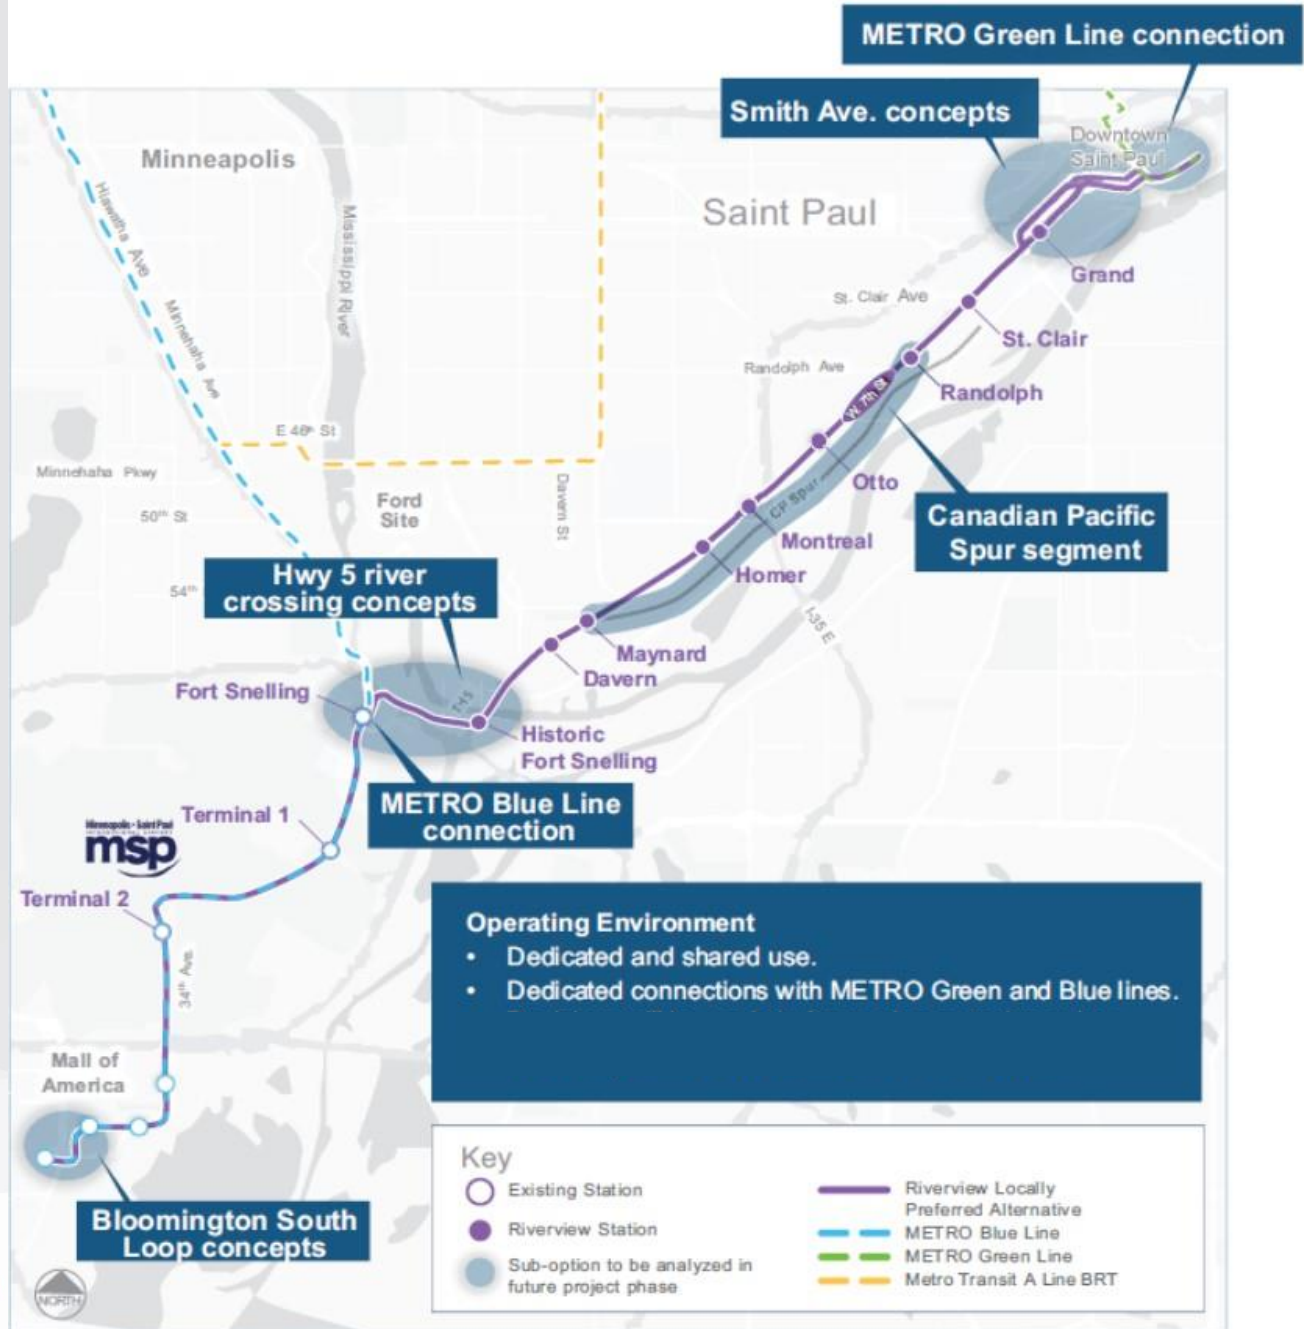 METRO Green Line connection
Smith Ave. concepts
Downtown
Saint Paul
Minneapolis
Saint Paul
Hiawatha Ave
Mississippi River
Minnehaha Ave
Grand
St. Clair Ave
St. Clair
Randolph Ave
Randolph
W 7th St
E 46th St
Minnehaha Pkwy
Davern St
Otto
Ford
Site
50th St
CP Spur
Canadian Pacific
Spur segment
Montreal
Homer
Hwy 5 river
crossing concepts
54th
I-35 E
Maynard
Davern
Fort Snelling
Historic
Fort Snelling
METRO Blue Line
connection
Terminal 1
Minneapolis-Saint Paul
msp
Terminal 2
34th Ave.
Operating Environment
• Dedicated and shared use.
• Dedicated connections with METRO Green and Blue lines.
Mall of
America
Bloomington South
Loop concepts
NORTH
Key
Existing Station
Riverview Station
Sub-option to be analyzed in
future project phase
Riverview Locally
Preferred Alternative
METRO Blue Line
METRO Green Line
Metro Transit A Line BRT